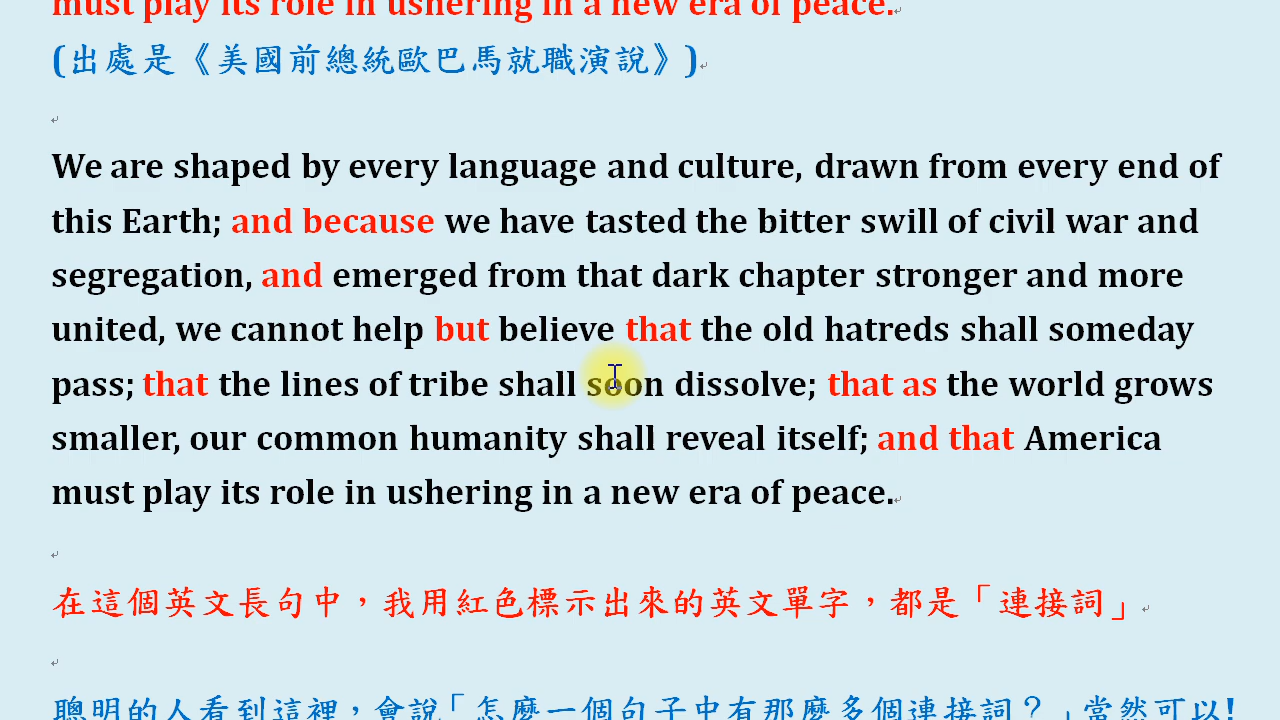 must play its role in ushering in a new era of peace.
(出處是《美國前總統歐巴馬就職演說》)
We are shaped by every language and culture, drawn from every end of
this Earth; and because we have tasted the bitter swill of civil war and
segregation, and emerged from that dark chapter stronger and more
united, we cannot help but believe that the old hatreds shall someday
pass; that the lines of tribe shall soon dissolve; that as the world grows
smaller, our common humanity shall reveal itself; and that America
must play its role in ushering in a new era of peace.
在這個英文長句中，我用紅色標示出來的英文單字，都是「連接詞」
聰明的人看到這裡，會說「怎麼一個句子中有那麼多個連接詞？」當然可以!